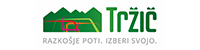 Tržič
RAZKOŠJE POTI. IZBERI SVOJO.